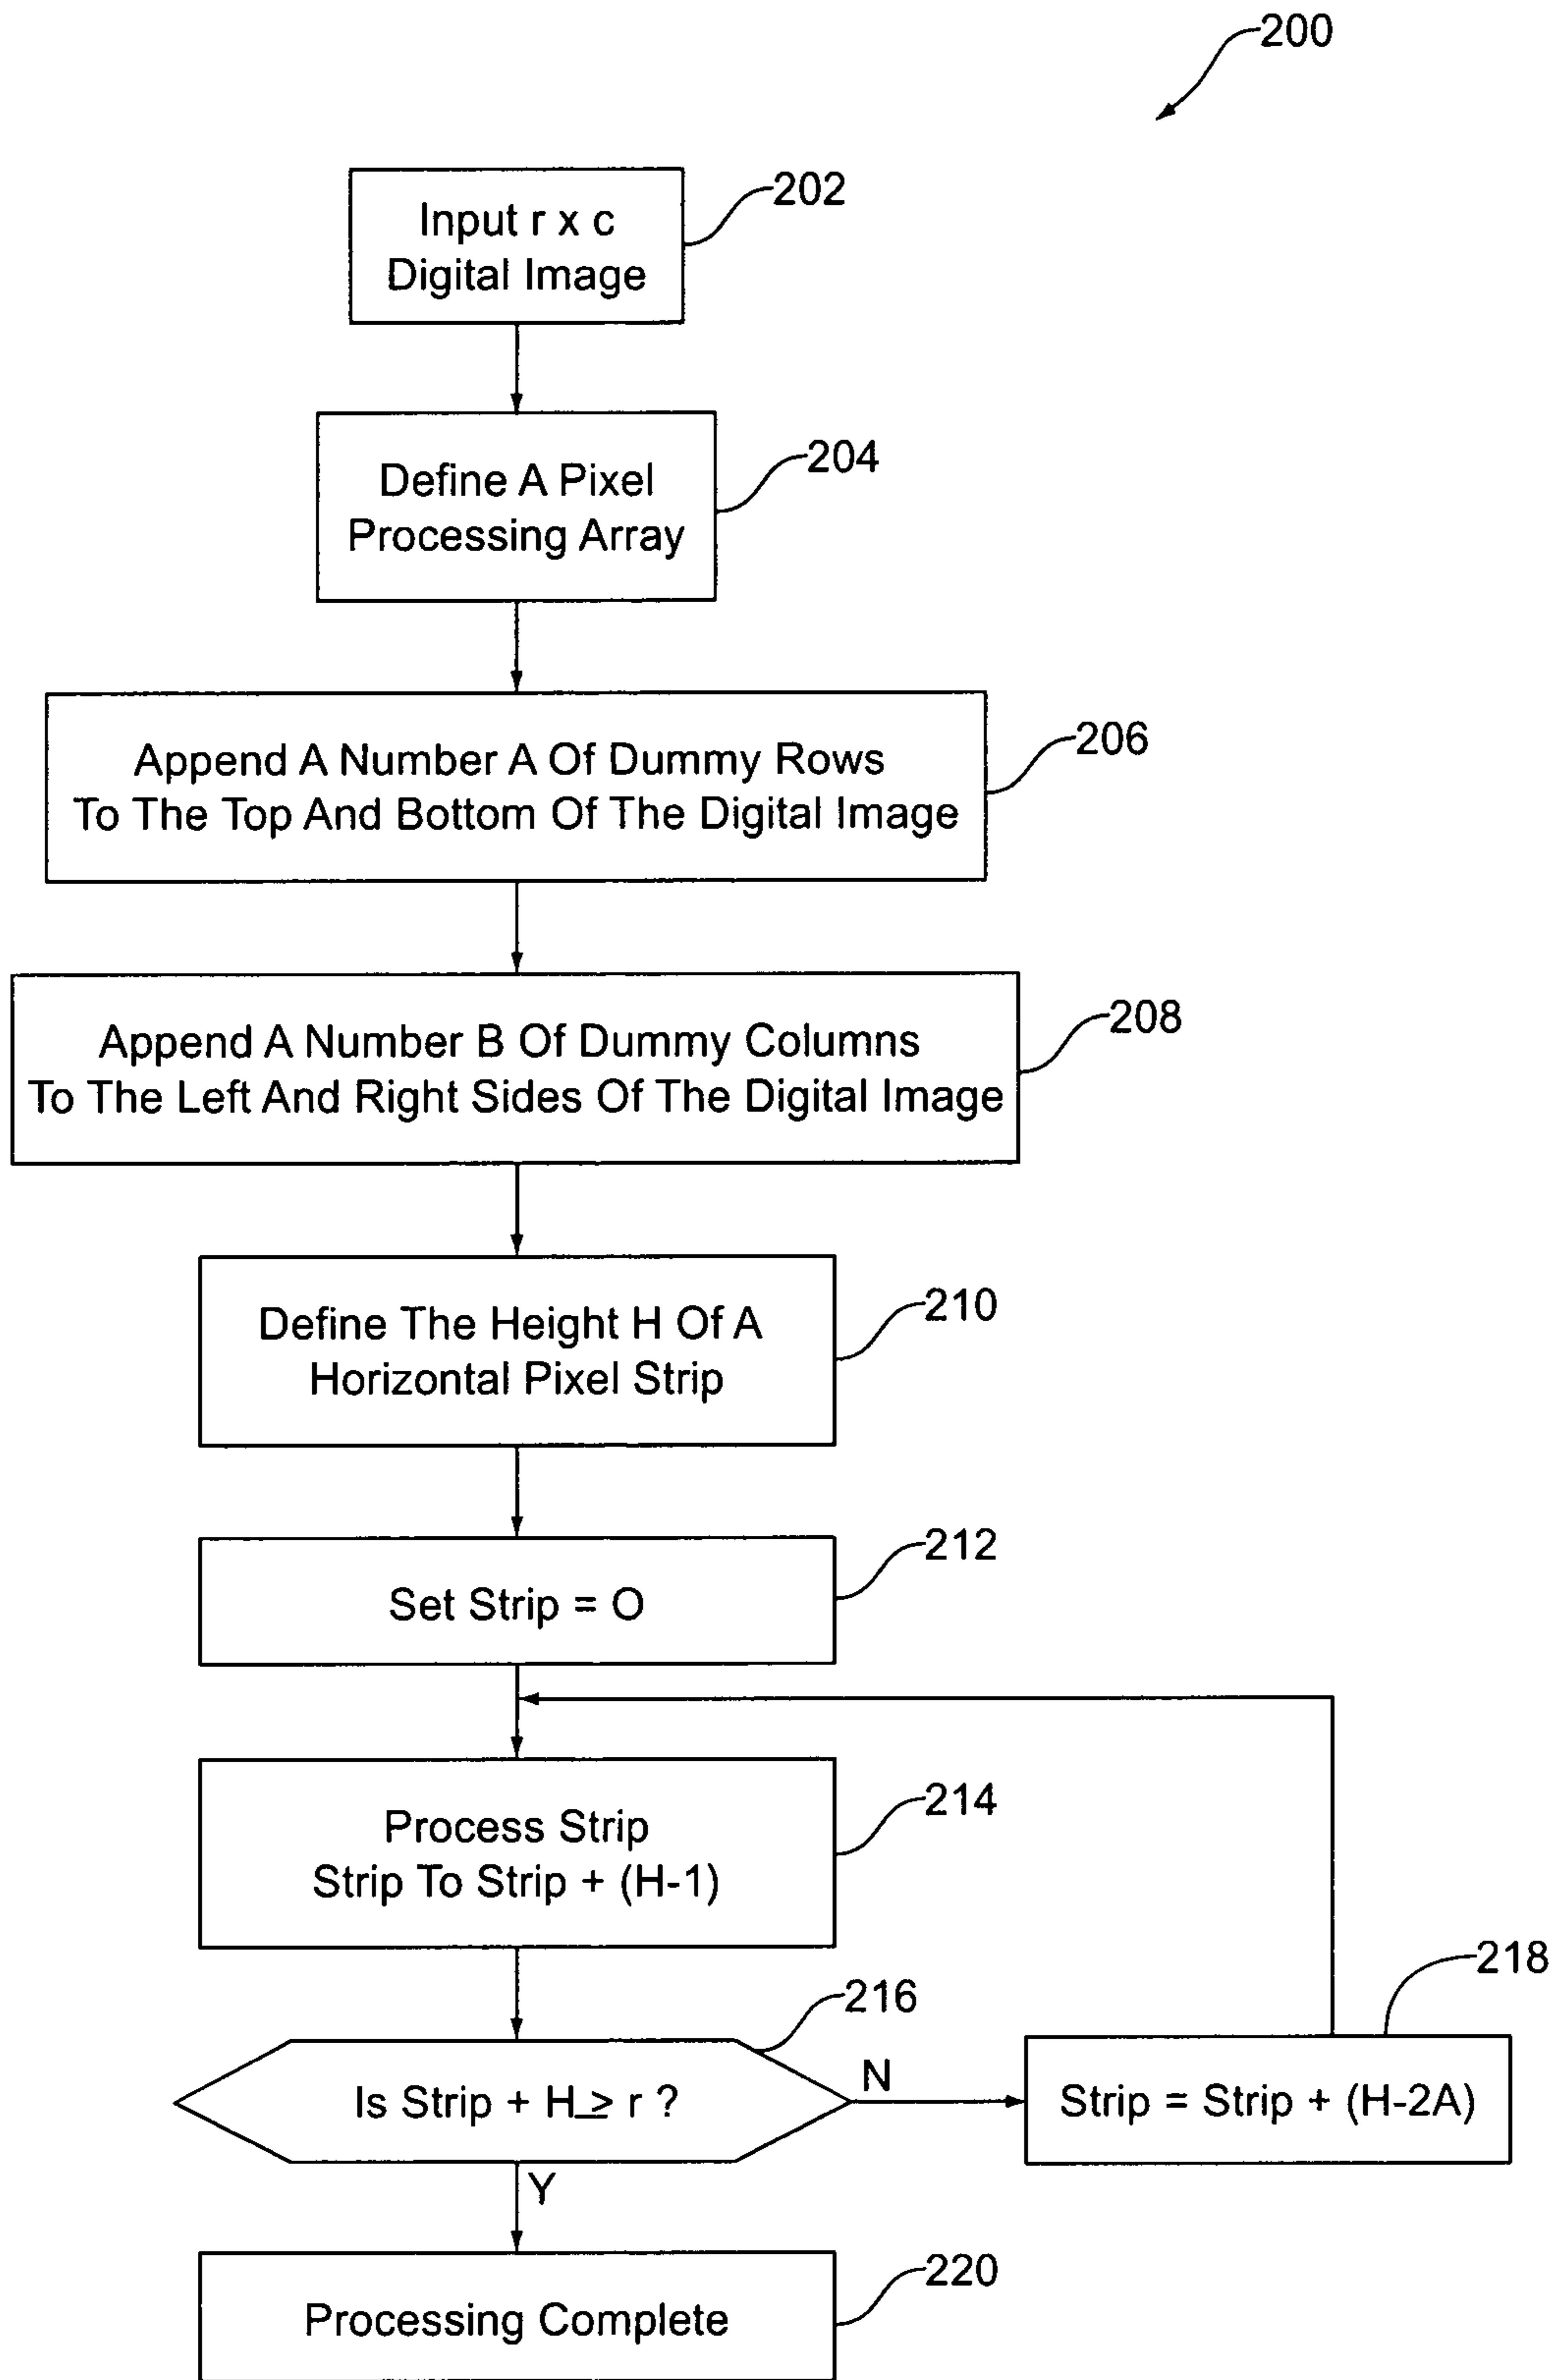 200
Input r x c
Digital Image
202
Define A Pixel
Processing Array
204
Append A Number A Of Dummy Rows
To The Top And Bottom Of The Digital Image
206
Append A Number B Of Dummy Columns
To The Left And Right Sides Of The Digital Image
208
Define The Height H Of A
Horizontal Pixel Strip
210
Set Strip = O
212
Process Strip
Strip To Strip + (H-1)
214
Is Strip + H ≥ r ?
216
N
Strip = Strip + (H-2A)
218
Y
Processing Complete
220